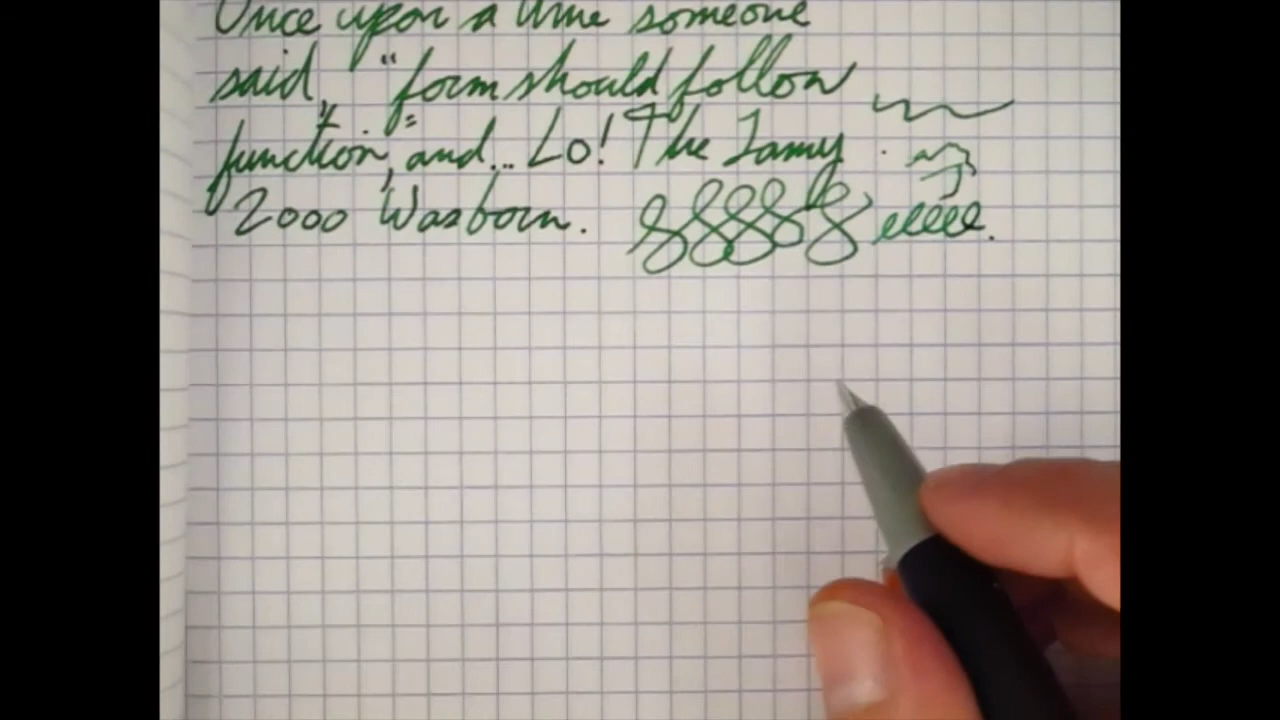 Once upon a time someone
said, "form should follow
function," and... Lo! The Lamy
2000 was born.